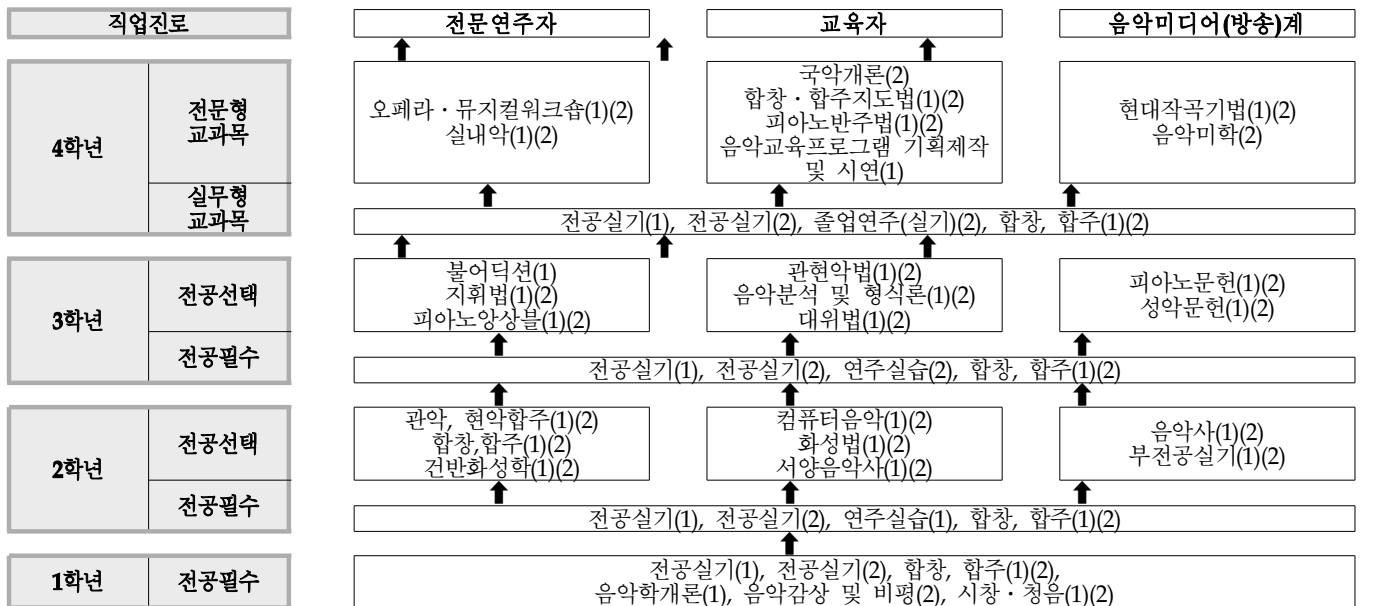 직업진로
전문연주자
교육자
음악미디어(방송)계
4학년
전문형
교과목
오페라・뮤지컬워크숍(1)(2)
실내악(1)(2)
국악개론(2)
합창・합주지도법(1)(2)
피아노반주법(1)(2)
음악교육프로그램 기획제작
및 시연(1)
현대작곡기법(1)(2)
음악미학(2)
실무형
교과목
전공실기(1), 전공실기(2), 졸업연주(실기)(2), 합창, 합주(1)(2)
3학년
전공선택
불어딕션(1)
지휘법(1)(2)
피아노앙상블(1)(2)
관현악법(1)(2)
음악분석 및 형식론(1)(2)
대위법(1)(2)
피아노문헌(1)(2)
성악문헌(1)(2)
전공필수
전공실기(1), 전공실기(2), 연주실습(2), 합창, 합주(1)(2)
2학년
전공선택
관악, 현악합주(1)(2)
합창,합주(1)(2)
건반화성학(1)(2)
컴퓨터음악(1)(2)
화성법(1)(2)
서양음악사(1)(2)
음악사(1)(2)
부전공실기(1)(2)
전공필수
전공실기(1), 전공실기(2), 연주실습(1), 합창, 합주(1)(2)
1학년
전공필수
전공실기(1), 전공실기(2), 합창, 합주(1)(2),
음악학개론(1), 음악감상 및 비평(2), 시창・청음(1)(2)